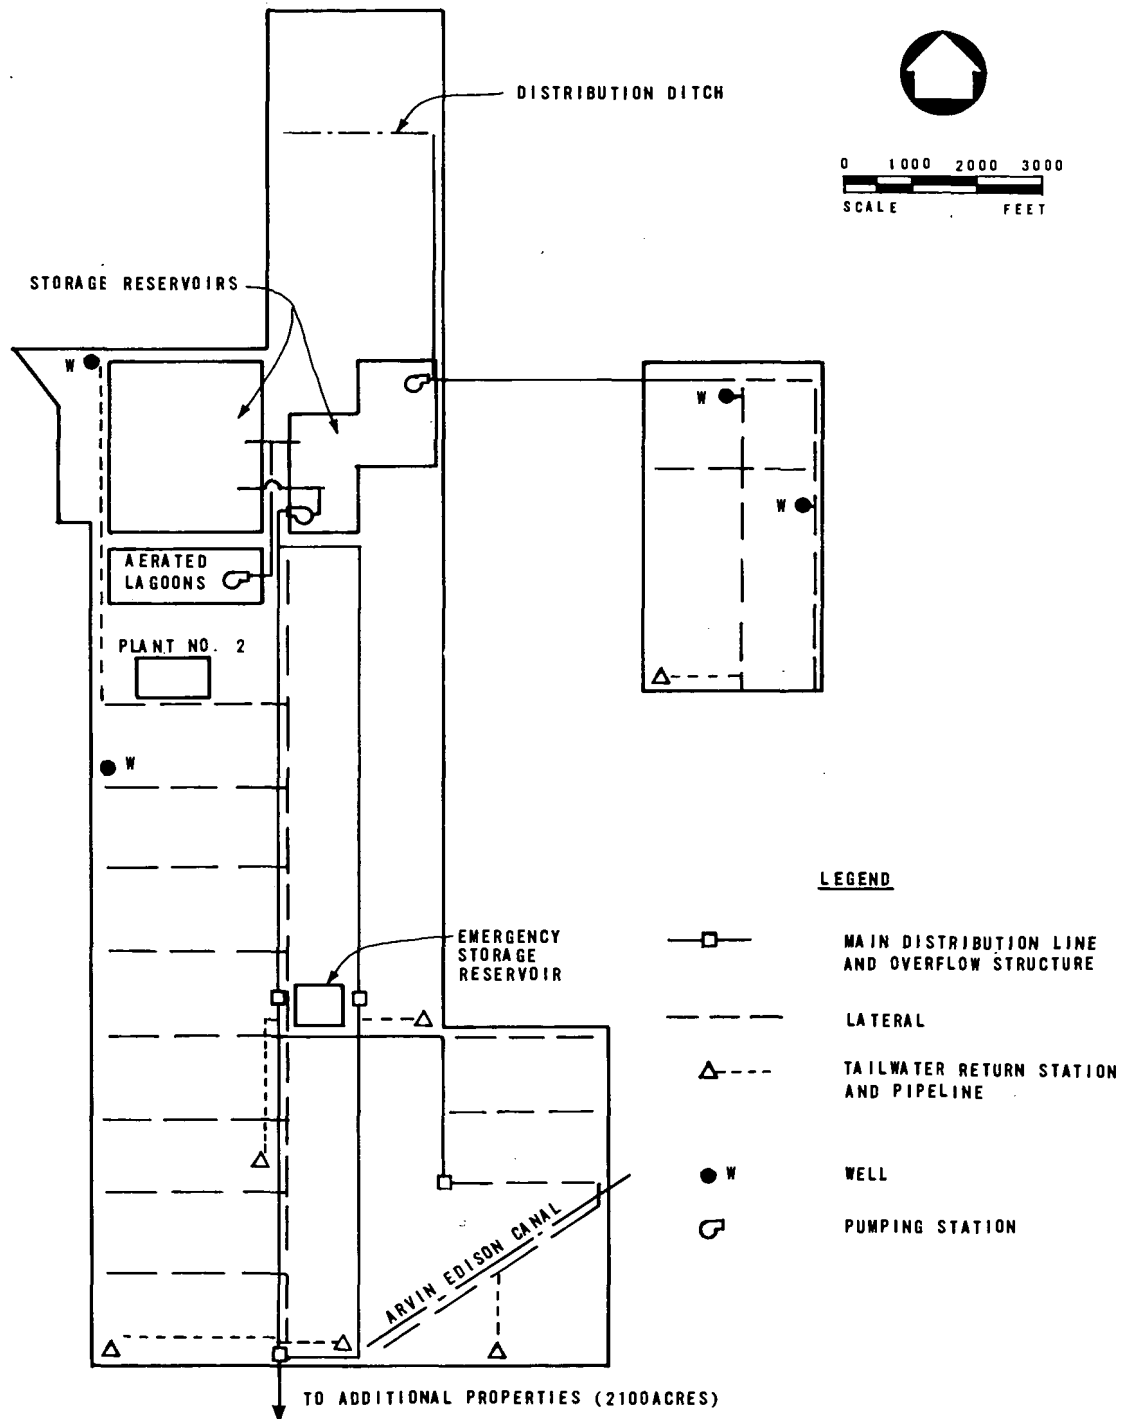 DISTRIBUTION DITCH
0 1000 2000 3000
SCALE FEET
STORAGE RESERVOIRS
W
W
W
AERATED
LAGOONS
PLANT NO. 2
W
LEGEND
EMERGENCY
STORAGE
RESERVOIR
MAIN DISTRIBUTION LINE
AND OVERFLOW STRUCTURE
LATERAL
TAILWATER RETURN STATION
AND PIPELINE
W WELL
PUMPING STATION
ARVIN EDISON CANAL
TO ADDITIONAL PROPERTIES (2100ACRES)